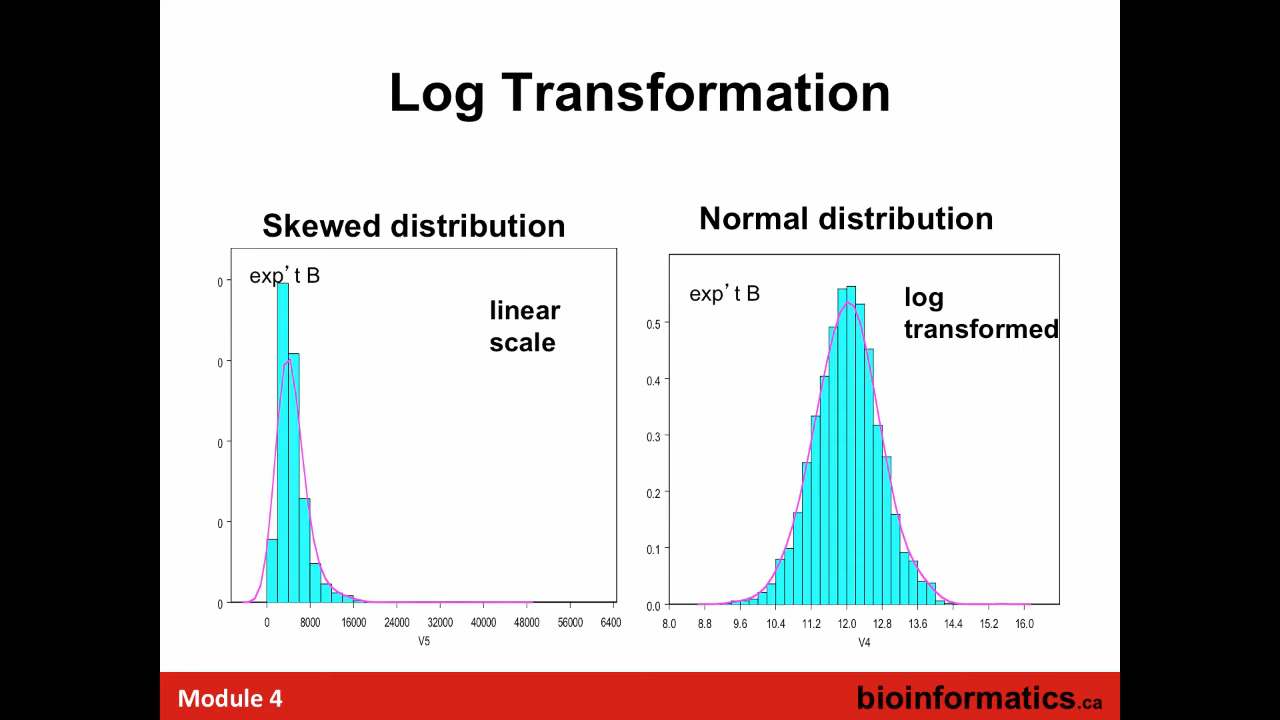 Log Transformation
Skewed distribution
Normal distribution
exp't B
linear
scale
0
0
0
0
0
0 8000 16000 24000 32000 40000 48000 56000 6400
V5
exp't B
log
transformed
0.5
0.4
0.3
0.2
0.1
0.0
8.0 8.8 9.6 10.4 11.2 12.0 12.8 13.6 14.4 15.2 16.0
V4
Module 4
bioinformatics.ca